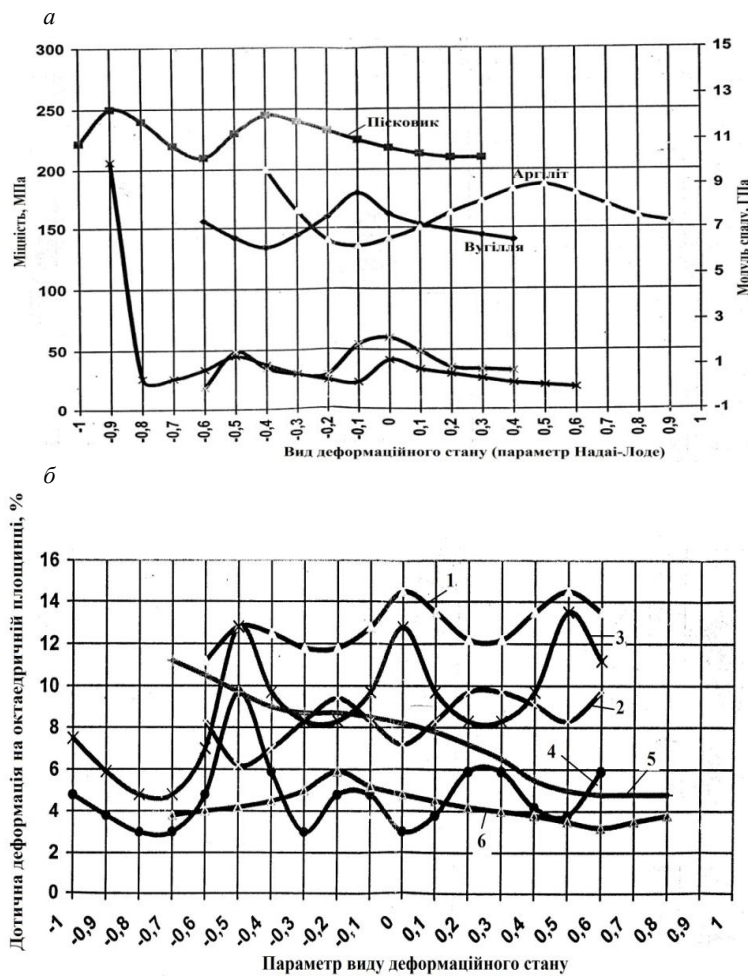 а
300
250
200
150
100
50
0
Міцність, МПа
15
13
11
9
7
5
3
1
-1
Модуль спаду, ГПа
Пісковик
Аргіліт
Вугілля
-1 -0,9 -0,8 -0,7 -0,6 -0,5 -0,4 -0,3 -0,2 -0,1 0 0,1 0,2 0,3 0,4 0,5 0,6 0,7 0,8 0,9 1
Вид деформаційного стану (параметр Надаі-Лоде)
б
Дотична деформація на октаедричній площинці, %
16
14
12
10
8
6
4
2
0
1
3
2
4
5
6
-1 -0,9 -0,8 -0,7 -0,6 -0,5 -0,4 -0,3 -0,2 -0,1 0 0,1 0,2 0,3 0,4 0,5 0,6 0,7 0,8 0,9 1
Параметр виду деформаційного стану